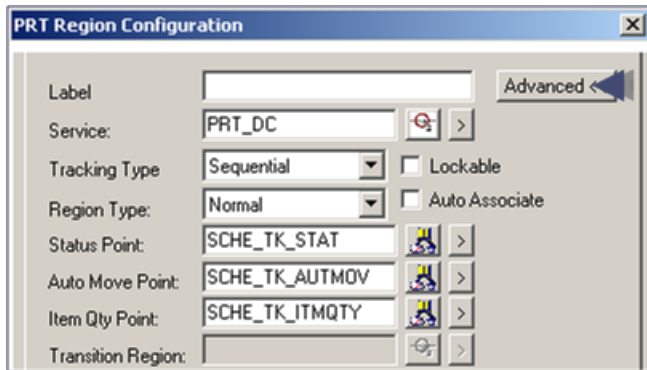 PRT Region Configuration
Label
Advanced <
Service: PRT_DC >
Tracking Type Sequential Lockable
Region Type: Normal Auto Associate
Status Point: SCHE_TK_STAT >
Auto Move Point: SCHE_TK_AUTMOV >
Item Qty Point: SCHE_TK_ITMQTY >
Transition Region: >